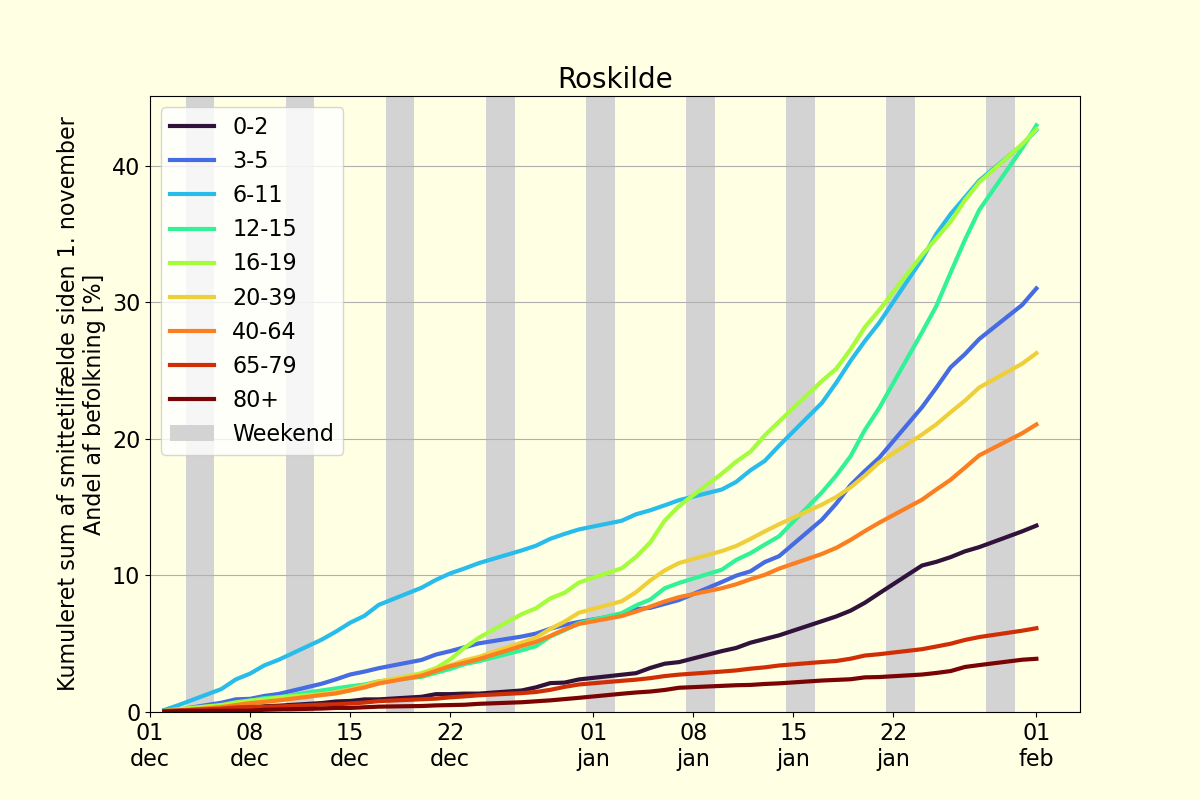 Roskilde
Kumuleret sum af smittetilfælde siden 1. november
Andel af befolkning [%]
40
30
20
10
0
0-2
3-5
6-11
12-15
16-19
20-39
40-64
65-79
80+
Weekend
01 dec
08 dec
15 dec
22 dec
01 jan
08 jan
15 jan
22 jan
01 feb